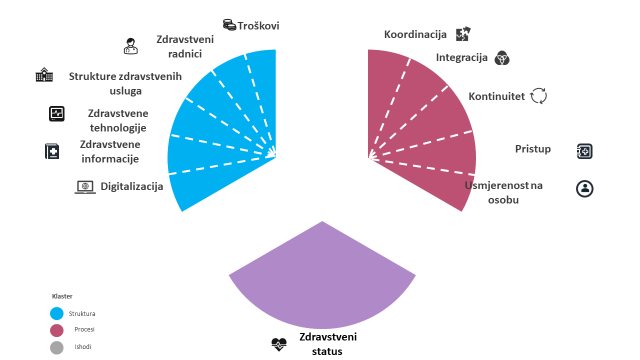 Troškovi
Zdravstveni
radnici
Strukture zdravstvenih
usluga
Zdravstvene
tehnologije
Zdravstvene
informacije
Digitalizacija
Koordinacija
Integracija
Kontinuitet
Pristup
Usmjerenost na
osobu
Zdravstveni
status
Klaster
Struktura
Procesi
Ishodi